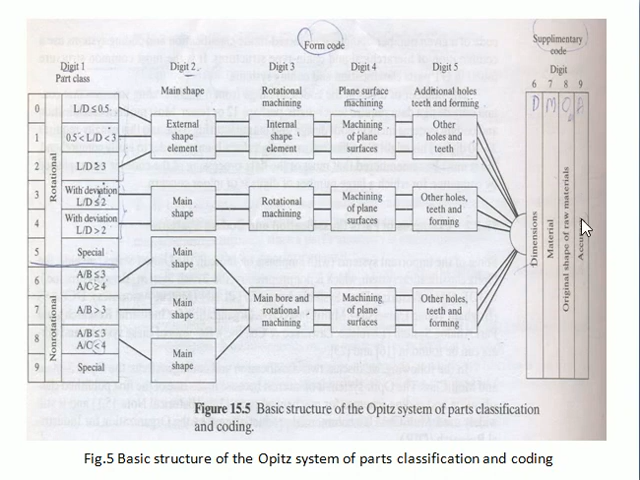 Form code
Supplimentary
code
Digit 1
Part class
Digit 2
Main shape
Digit 3
Rotational
machining
Digit 4
Plane surface
machining
Digit 5
Additional holes
teeth and forming
Digit
6 7 8 9
D M O A
Rotational
0 L/D ≤ 0.5
1 0.5 < L/D < 3
2 L/D ≥ 3
3 With deviation
L/D ≤ 2
4 With deviation
L/D > 2
5 Special
Nonrotational
6 A/B ≤ 3
A/C ≥ 4
7 A/B > 3
8 A/B ≤ 3
A/C < 4
9 Special
External
shape
element
Internal
shape
element
Machining
of plane
surfaces
Other
holes and
teeth
Main
shape
Rotational
machining
Machining
of plane
surfaces
Other holes,
teeth and
forming
Main
shape
Main
shape
Main
shape
Main bore and
rotational
machining
Machining
of plane
surfaces
Other holes,
teeth and
forming
Dimensions
Material
Original shape of raw materials
Figure 15.5 Basic structure of the Opitz system of parts classification
and coding.
Fig.5 Basic structure of the Opitz system of parts classification and coding